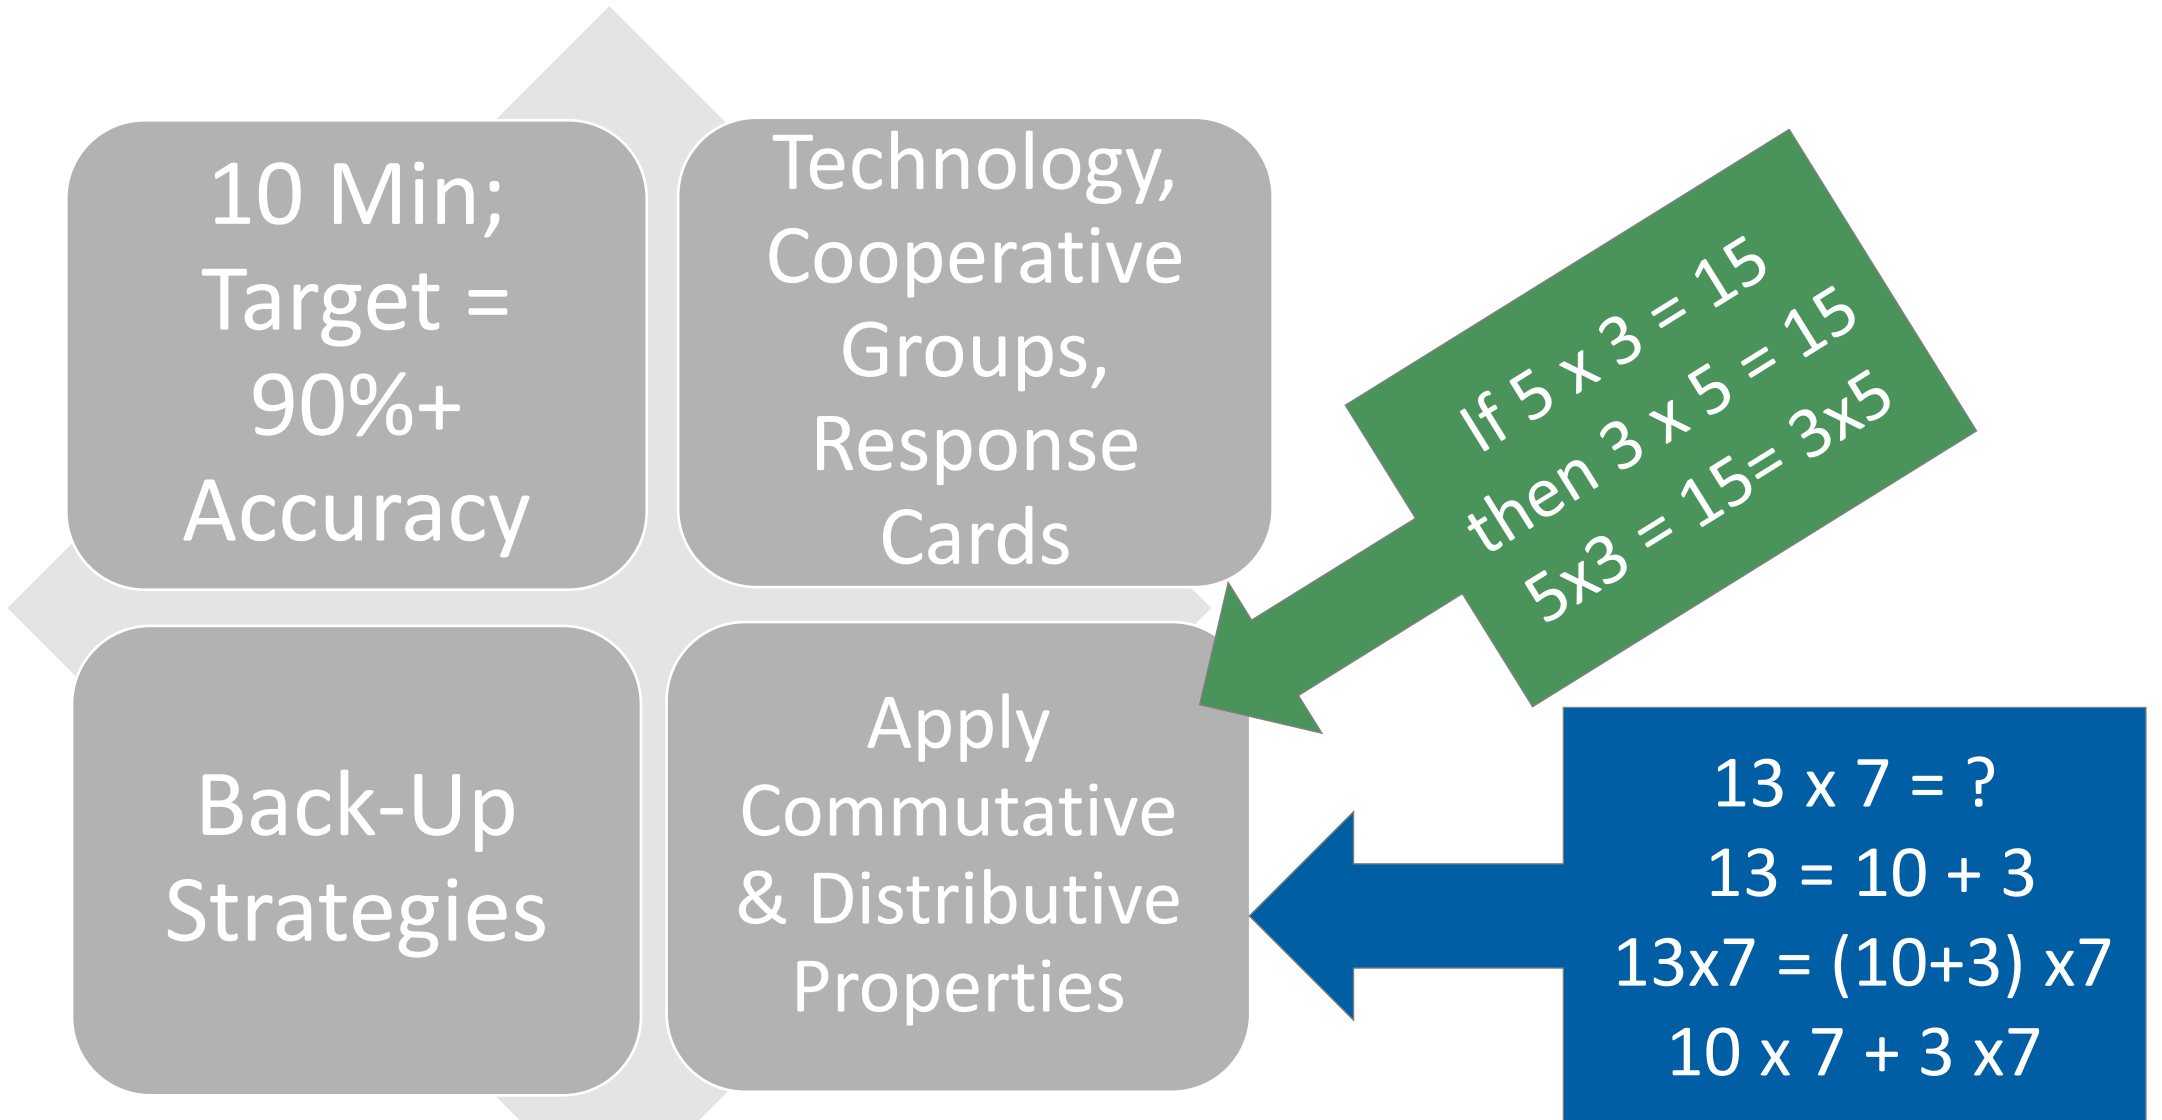 10 Min;
Target =
90%+
Accuracy
Technology,
Cooperative
Groups,
Response
Cards
Back-Up
Strategies
Apply
Commutative
& Distributive
Properties
If 5 x 3 = 15
then 3 x 5 = 15
5x3 = 15= 3x5
13 x 7 = ?
13 = 10 + 3
13x7 = (10+3) x7
10 x 7 + 3 x7